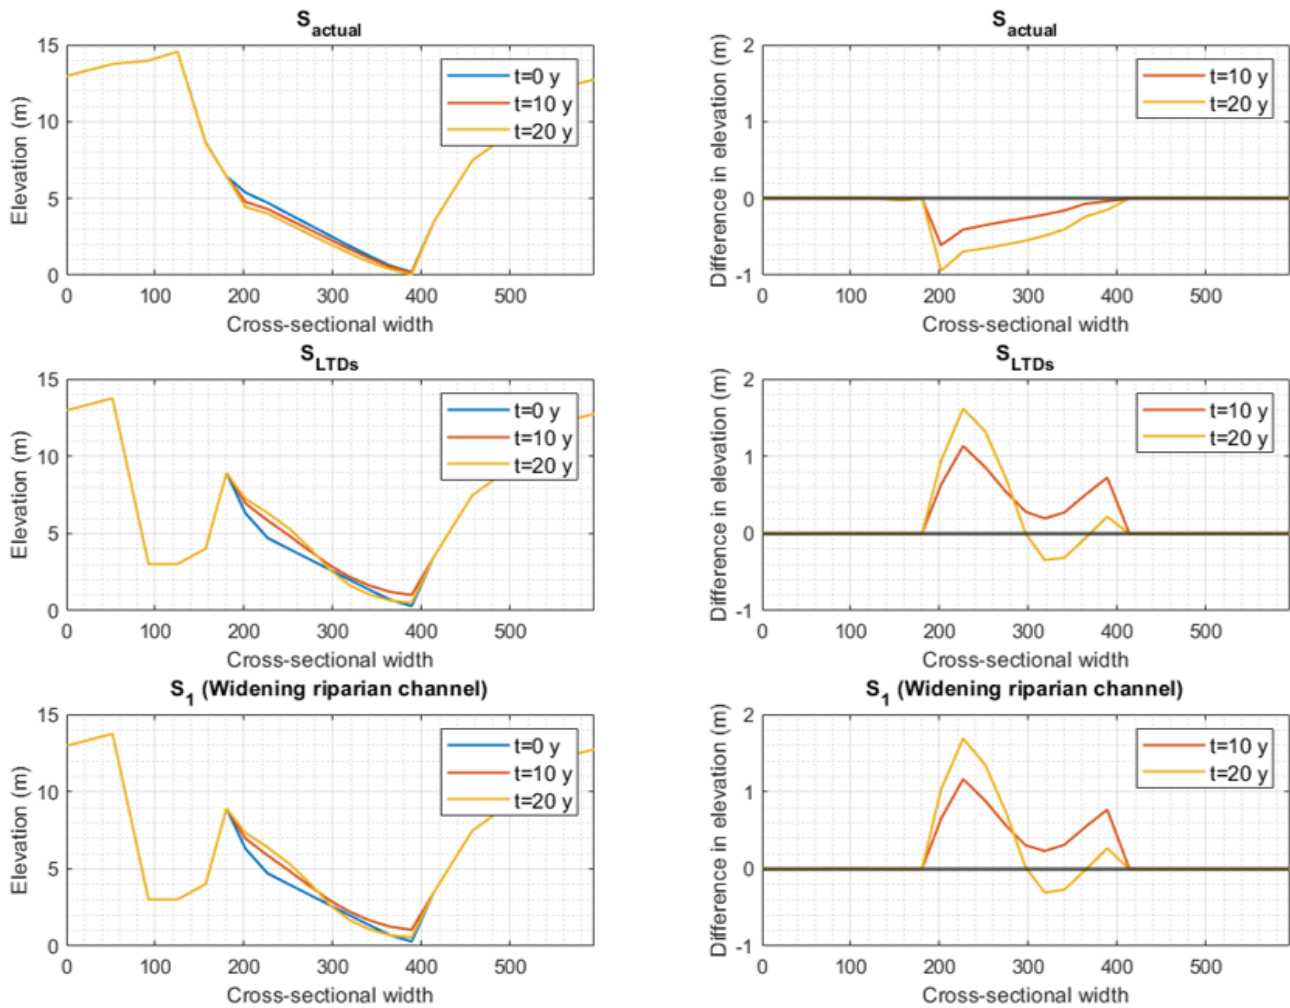 S_actual
15
10
5
0
Elevation (m)
t=0 y
t=10 y
t=20 y
0 100 200 300 400 500
Cross-sectional width
S_actual
2
1
0
-1
Difference in elevation (m)
t=10 y
t=20 y
0 100 200 300 400 500
Cross-sectional width
S_LTDs
15
10
5
0
Elevation (m)
t=0 y
t=10 y
t=20 y
0 100 200 300 400 500
Cross-sectional width
S_LTDs
2
1
0
-1
Difference in elevation (m)
t=10 y
t=20 y
0 100 200 300 400 500
Cross-sectional width
S_1 (Widening riparian channel)
15
10
5
0
Elevation (m)
t=0 y
t=10 y
t=20 y
0 100 200 300 400 500
Cross-sectional width
S_1 (Widening riparian channel)
2
1
0
-1
Difference in elevation (m)
t=10 y
t=20 y
0 100 200 300 400 500
Cross-sectional width